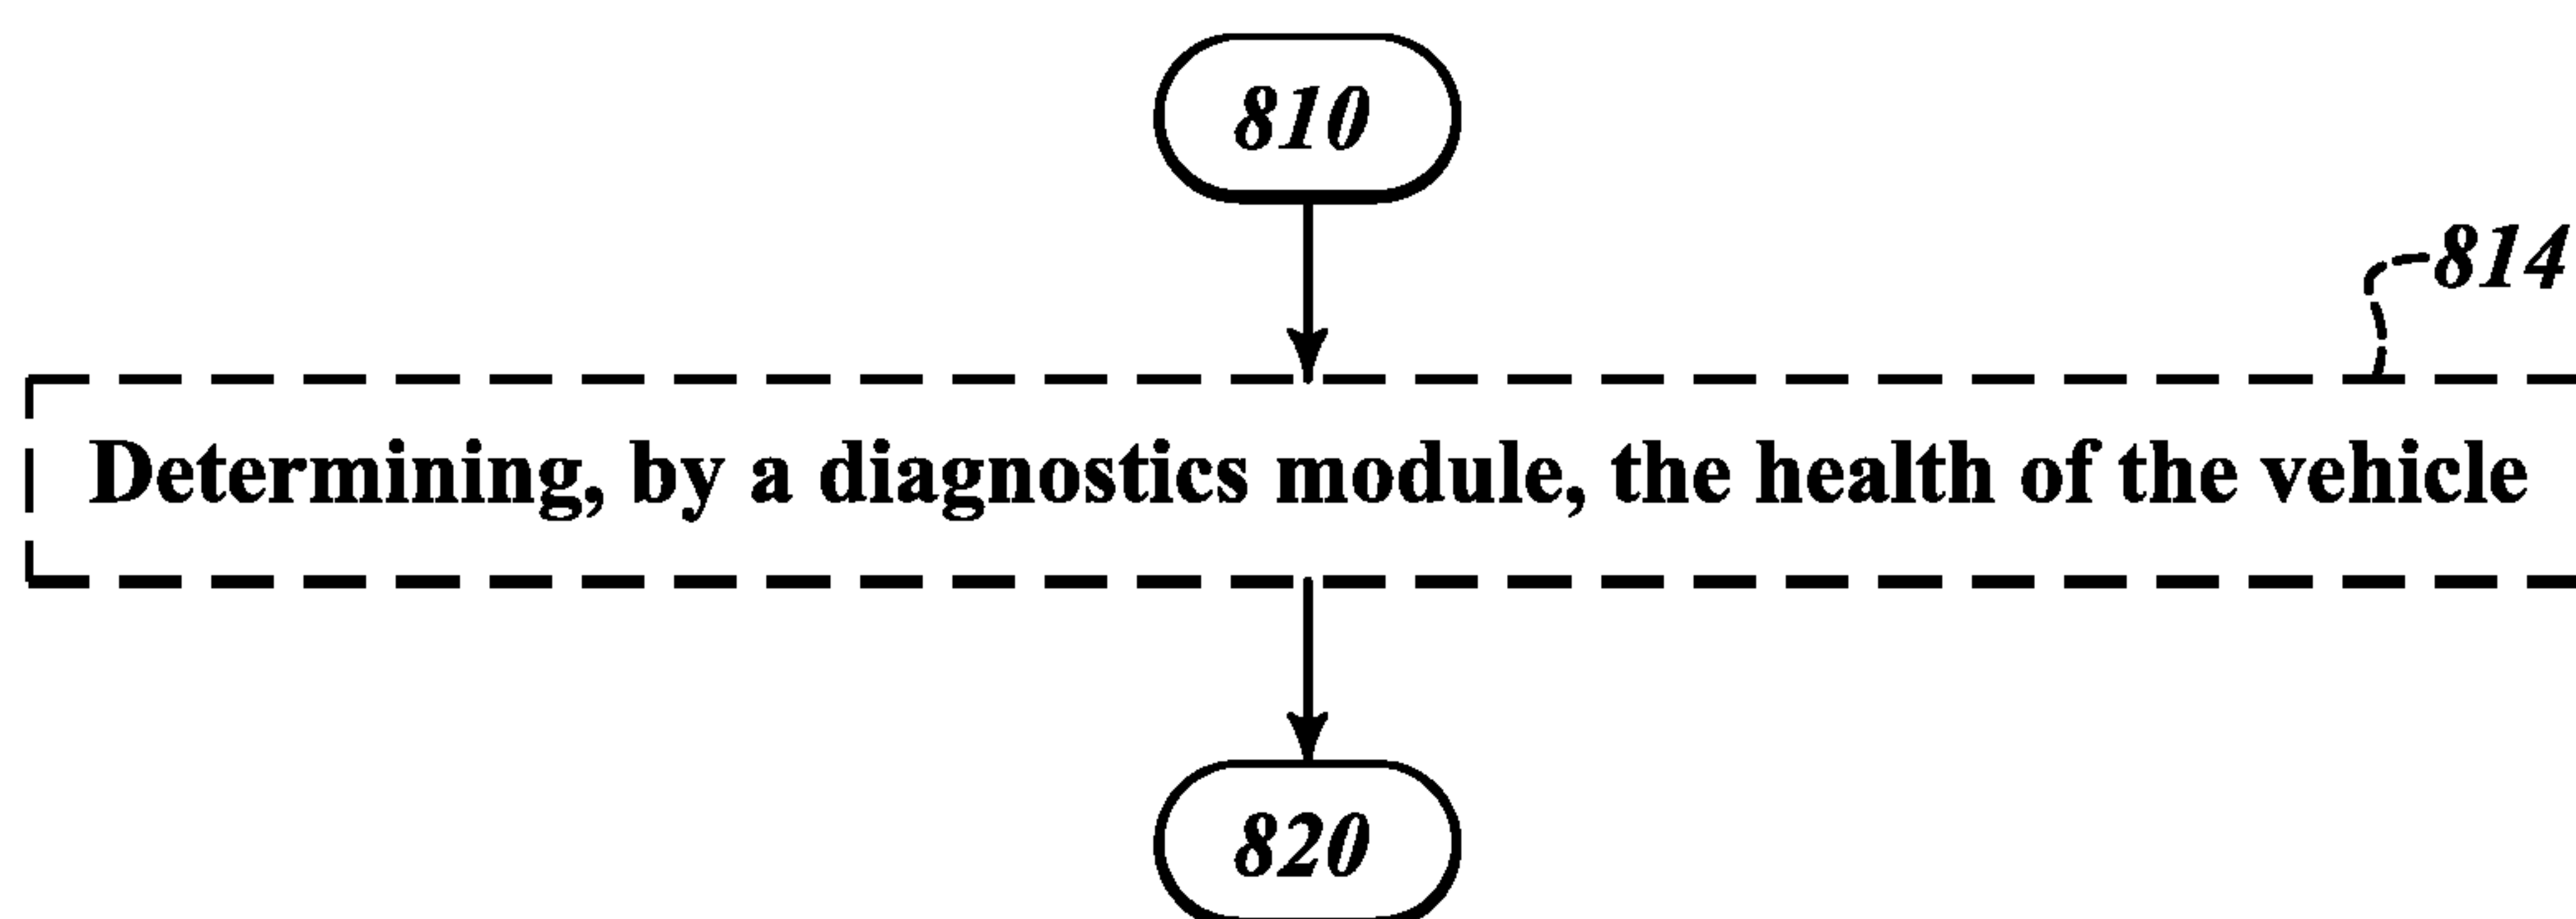 810
814
Determining, by a diagnostics module, the health of the vehicle
820